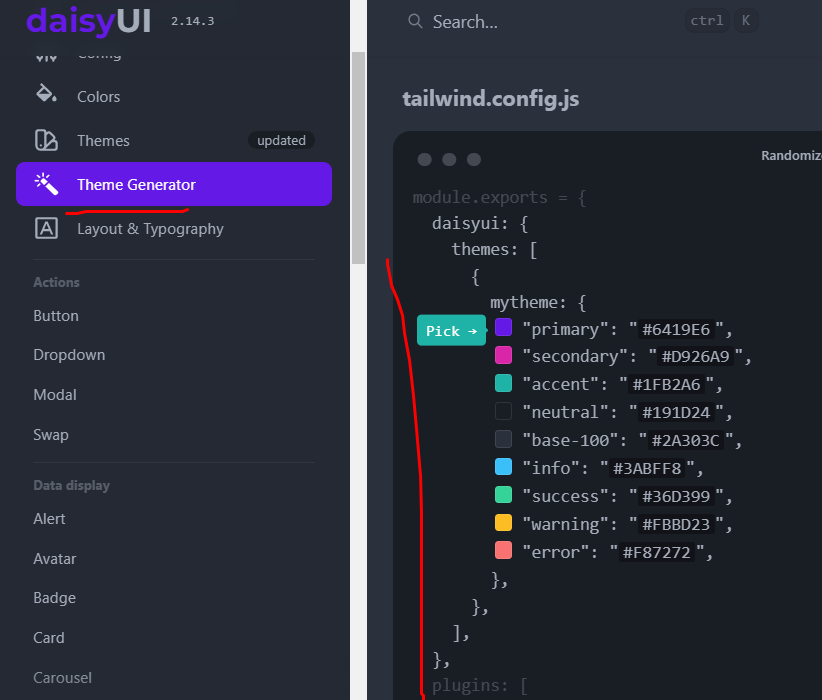 daisyUI 2.14.3
Config
Colors
Themes updated
Theme Generator
Layout & Typography
Actions
Button
Dropdown
Modal
Swap
Data display
Alert
Avatar
Badge
Card
Carousel
Search... ctrl K
tailwind.config.js
Randomize
module.exports = {
daisyui: {
themes: [
{
mytheme: {
Pick → "primary": "#6419E6",
"secondary": "#D926A9",
"accent": "#1FB2A6",
"neutral": "#191D24",
"base-100": "#2A303C",
"info": "#3ABFF8",
"success": "#36D399",
"warning": "#FBBD23",
"error": "#F87272",
},
},
],
},
plugins: [